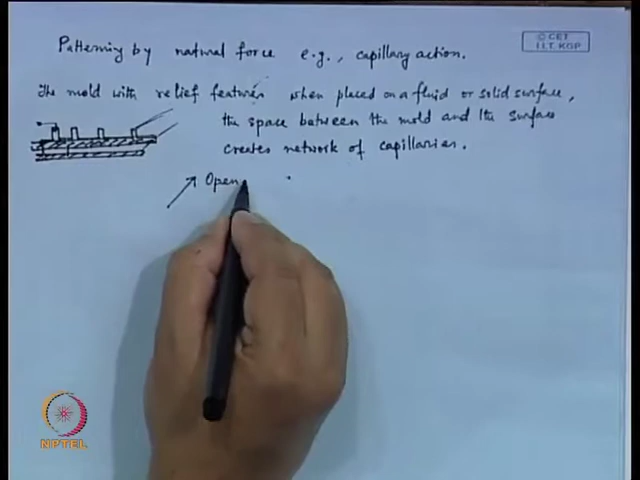 Patterning by natural force e.g., capillary action.
© CET
I.I.T. KGP
The mold with relief features when placed on a fluid or solid surface,
the space between the mold and the surface
creates network of capillaries.
Open
NPTEL